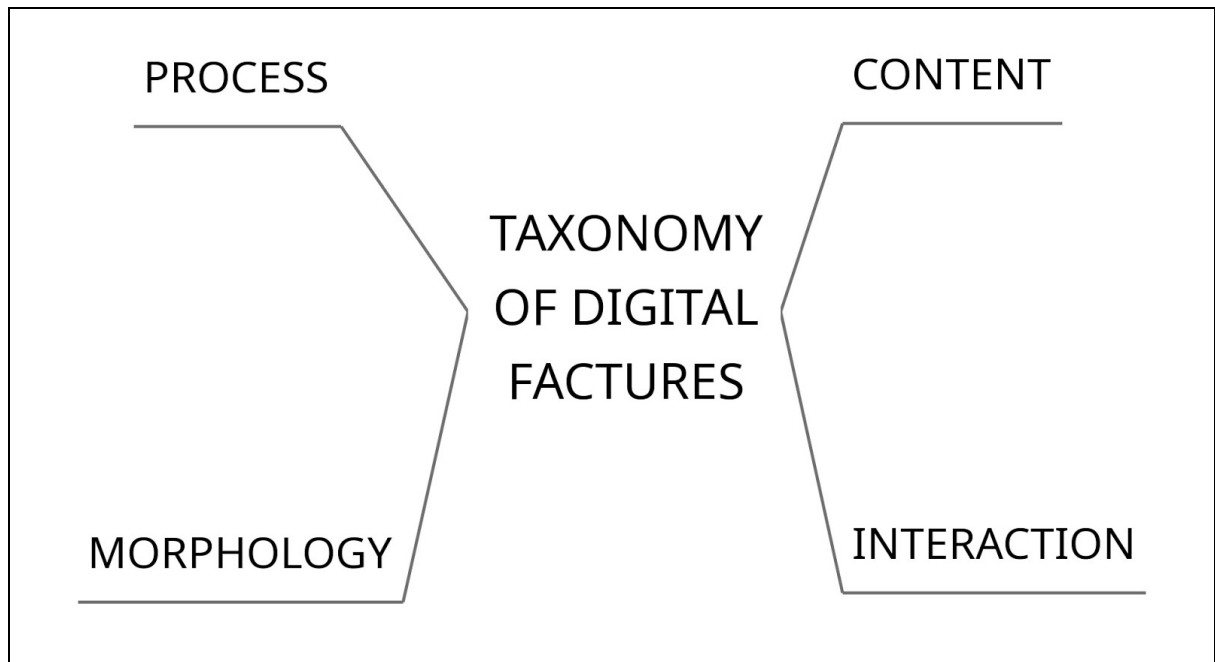 PROCESS
CONTENT
TAXONOMY
OF DIGITAL
FACTURES
MORPHOLOGY
INTERACTION